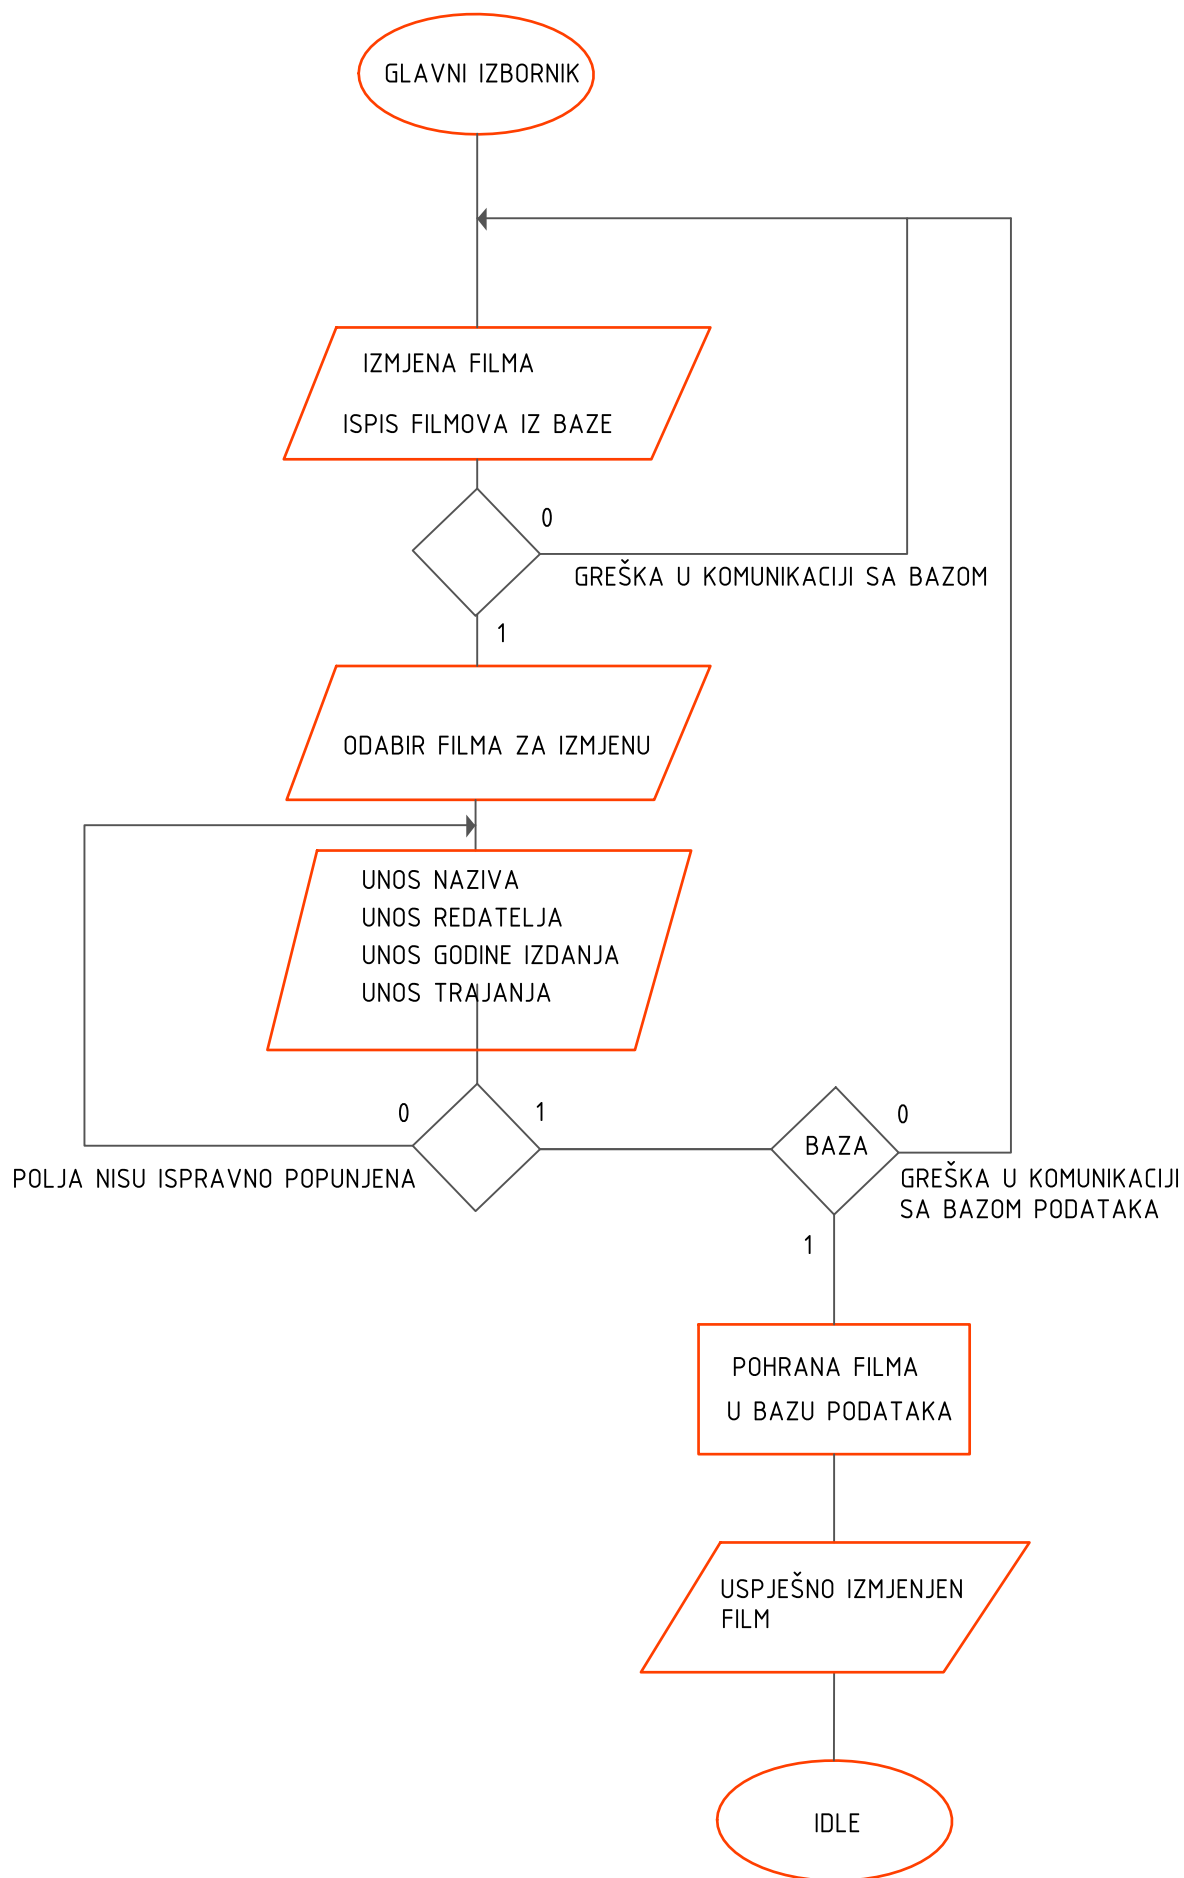 GLAVNI IZBORNIK
IZMJENA FILMA
ISPIS FILMOVA IZ BAZE
0
GREŠKA U KOMUNIKACIJI SA BAZOM
1
ODABIR FILMA ZA IZMJENU
UNOS NAZIVA
UNOS REDATELJA
UNOS GODINE IZDANJA
UNOS TRAJANJA
0
1
POLJA NISU ISPRAVNO POPUNJENA
BAZA
0
GREŠKA U KOMUNIKACIJI
SA BAZOM PODATAKA
1
POHRANA FILMA
U BAZU PODATAKA
USPJEŠNO IZMJENJEN
FILM
IDLE